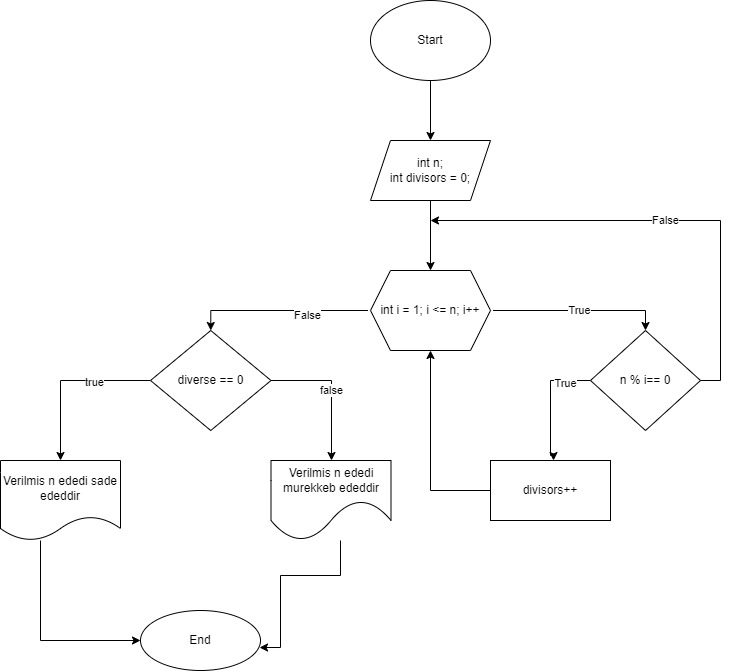 Start
int n;
int divisors = 0;
False
int i = 1; i <= n; i++
False
True
diverse == 0
n % i== 0
true
false
True
Verilmis n ededi sade
ededdir
Verilmis n ededi
murekkeb ededdir
divisors++
End